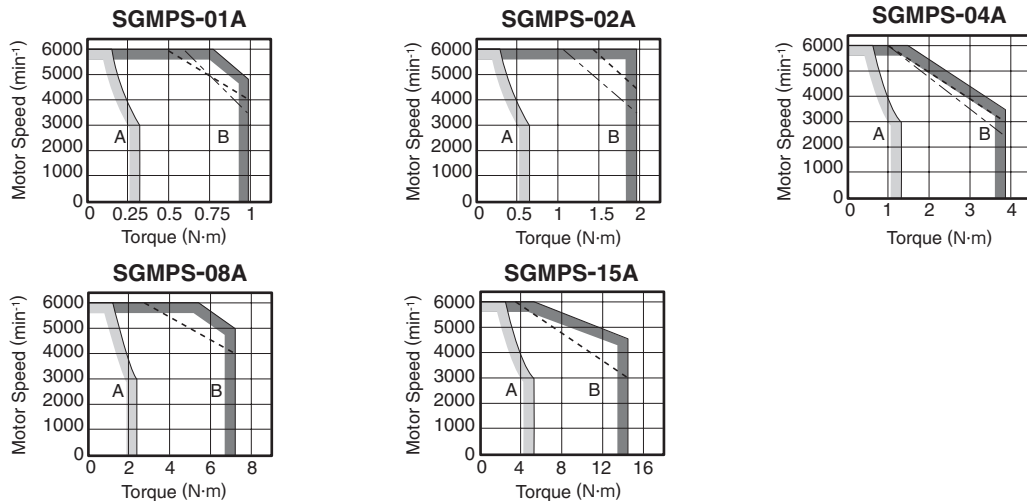 SGMPS-01A
Motor Speed (min⁻¹)
6000
5000
4000
3000
2000
1000
0
A
B
0 0.25 0.5 0.75 1
Torque (N·m)
SGMPS-02A
Motor Speed (min⁻¹)
6000
5000
4000
3000
2000
1000
0
A
B
0 0.5 1 1.5 2
Torque (N·m)
SGMPS-04A
Motor Speed (min⁻¹)
6000
5000
4000
3000
2000
1000
0
A
B
0 1 2 3 4
Torque (N·m)
SGMPS-08A
Motor Speed (min⁻¹)
6000
5000
4000
3000
2000
1000
0
A
B
0 2 4 6 8
Torque (N·m)
SGMPS-15A
Motor Speed (min⁻¹)
6000
5000
4000
3000
2000
1000
0
A
B
0 4 8 12 16
Torque (N·m)